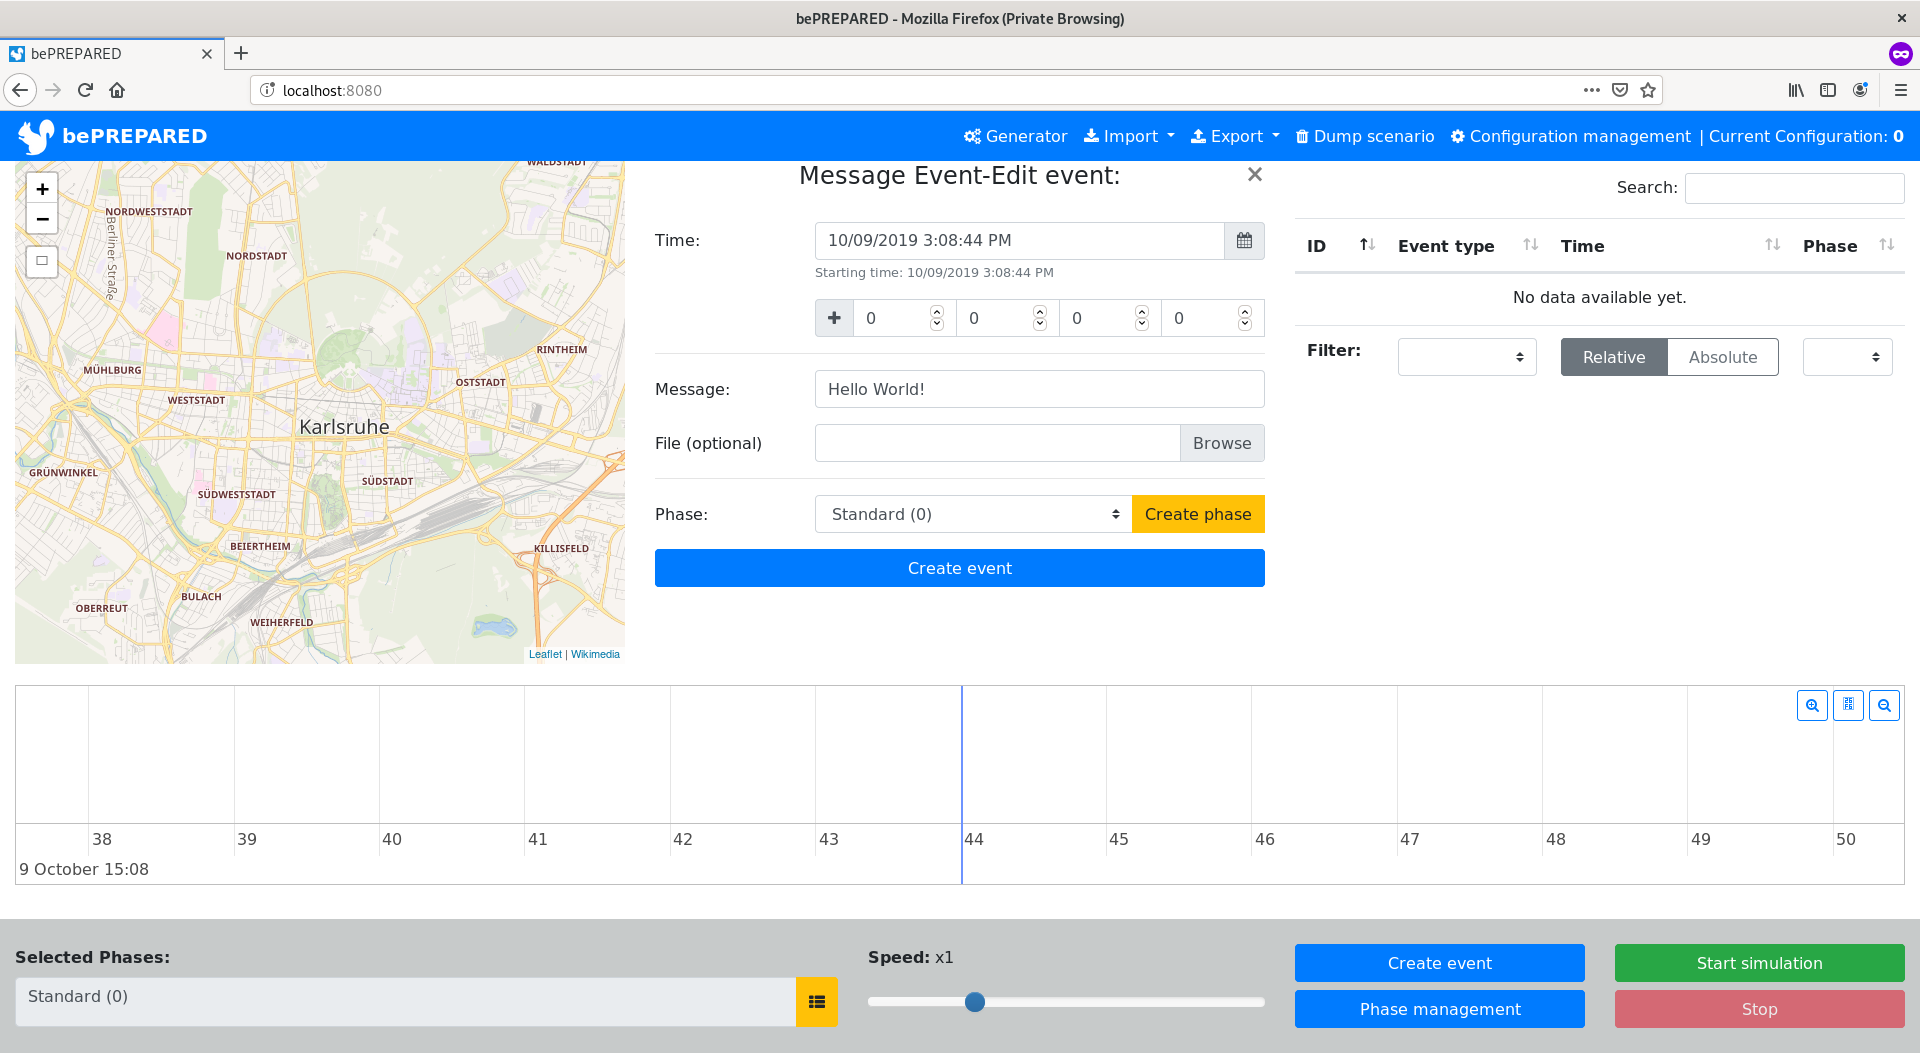 bePREPARED - Mozilla Firefox (Private Browsing)
bePREPARED
localhost:8080
bePREPARED
Generator Import Export Dump scenario Configuration management | Current Configuration: 0
+
−
WALDSTADT
NORDWESTSTADT
Berliner Straße
NORDSTADT
RINTHEIM
MÜHLBURG
OSTSTADT
WESTSTADT
Karlsruhe
GRÜNWINKEL
SÜDSTADT
SÜDWESTSTADT
BEIERTHEIM
KILLISFELD
BULACH
OBERREUT
WEIHERFELD
Leaflet | Wikimedia
Message Event-Edit event:
Time: 10/09/2019 3:08:44 PM
Starting time: 10/09/2019 3:08:44 PM
0 0 0 0
Message: Hello World!
File (optional) Browse
Phase: Standard (0) Create phase
Create event
Search:
ID Event type Time Phase
No data available yet.
Filter: Relative Absolute
38 39 40 41 42 43 44 45 46 47 48 49 50
9 October 15:08
Selected Phases:
Standard (0)
Speed: x1
Create event
Start simulation
Phase management
Stop